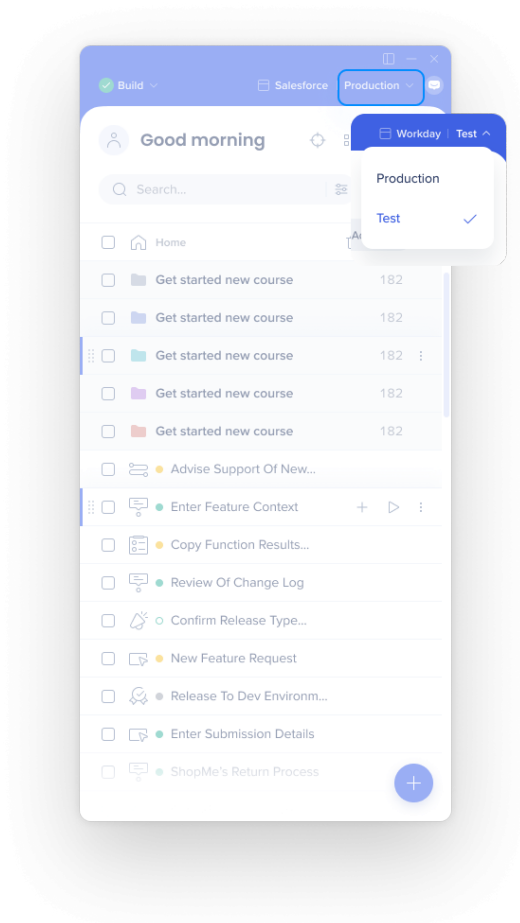 Build
Salesforce
Production
Workday
Test
Good morning
Production
Test
Search...
Home
Get started new course 182
Get started new course 182
Get started new course 182
Get started new course 182
Get started new course 182
Advise Support Of New...
Enter Feature Context
Copy Function Results...
Review Of Change Log
Confirm Release Type...
New Feature Request
Release To Dev Environm...
Enter Submission Details
ShopMe's Return Process